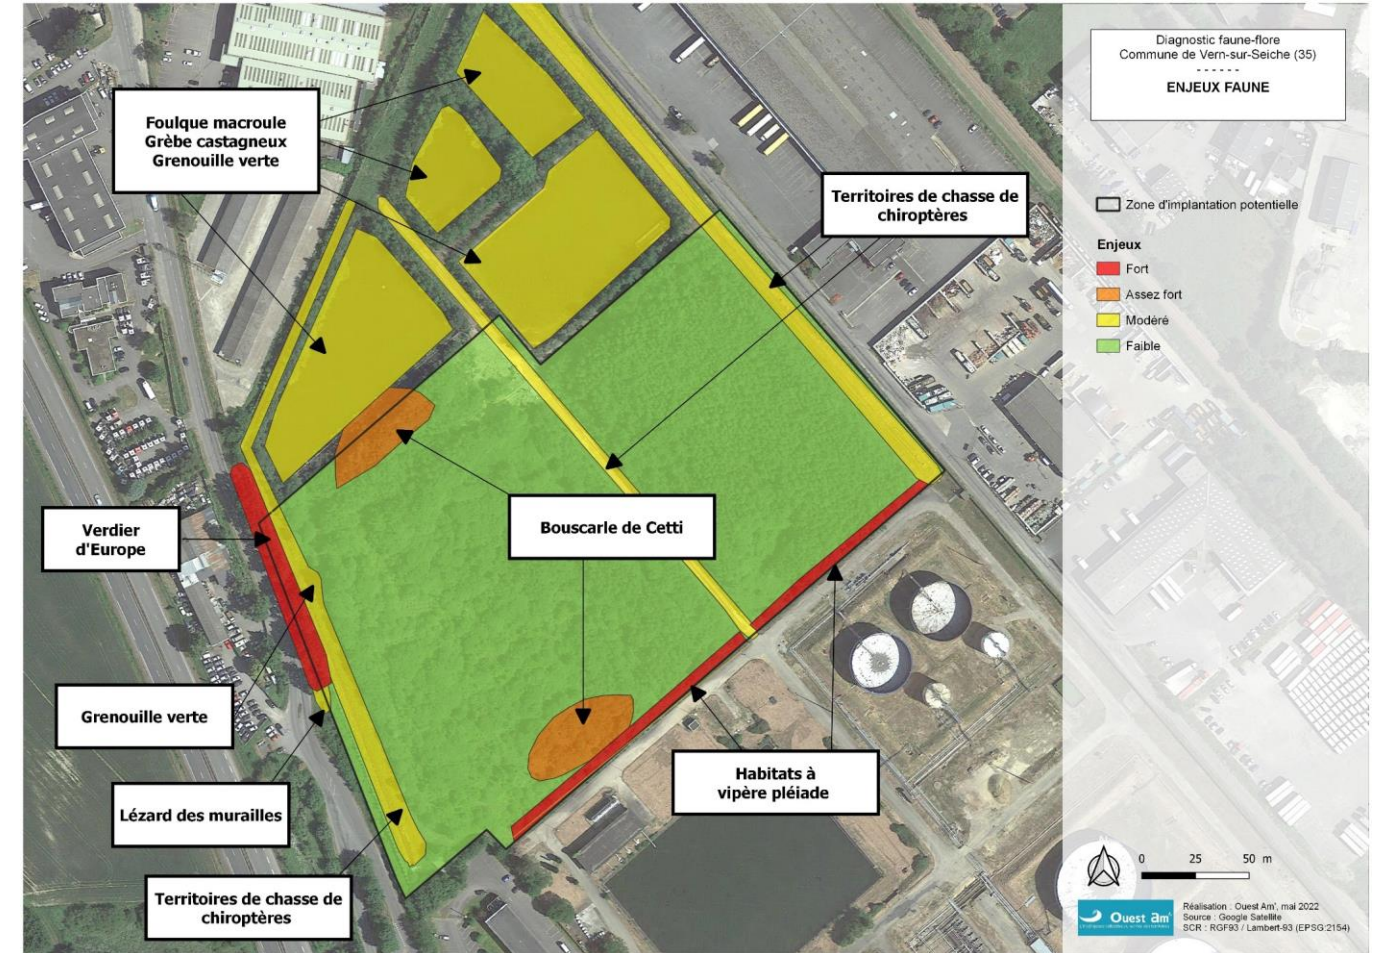 Diagnostic faune-flore
Commune de Vern-sur-Seiche (35)
- - - - - -
ENJEUX FAUNE
Zone d'implantation potentielle
Enjeux
Fort
Assez fort
Modéré
Faible
Foulque macroule
Grèbe castagneux
Grenouille verte
Territoires de chasse de
chiroptères
Bouscarle de Cetti
Verdier
d'Europe
Grenouille verte
Lézard des murailles
Territoires de chasse de
chiroptères
Habitats à
vipère pléiade
0 25 50 m
Ouest am'
Réalisation : Ouest Am', mai 2022
Source : Google Satellite
SCR : RGF93 / Lambert-93 (EPSG:2154)